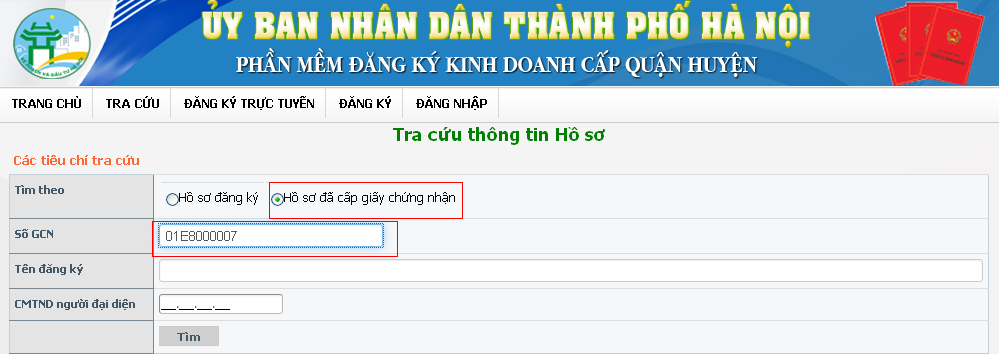 ỦY BAN NHÂN DÂN THÀNH PHỐ HÀ NỘI
PHẦN MỀM ĐĂNG KÝ KINH DOANH CẤP QUẬN HUYỆN
TRANG CHỦ TRA CỨU ĐĂNG KÝ TRỰC TUYẾN ĐĂNG KÝ ĐĂNG NHẬP
Tra cứu thông tin Hồ sơ
Các tiêu chí tra cứu
Tìm theo Hồ sơ đăng ký Hồ sơ đã cấp giấy chứng nhận
Số GCN 01E8000007
Tên đăng ký
CMTND người đại diện __.__.__.__
Tìm